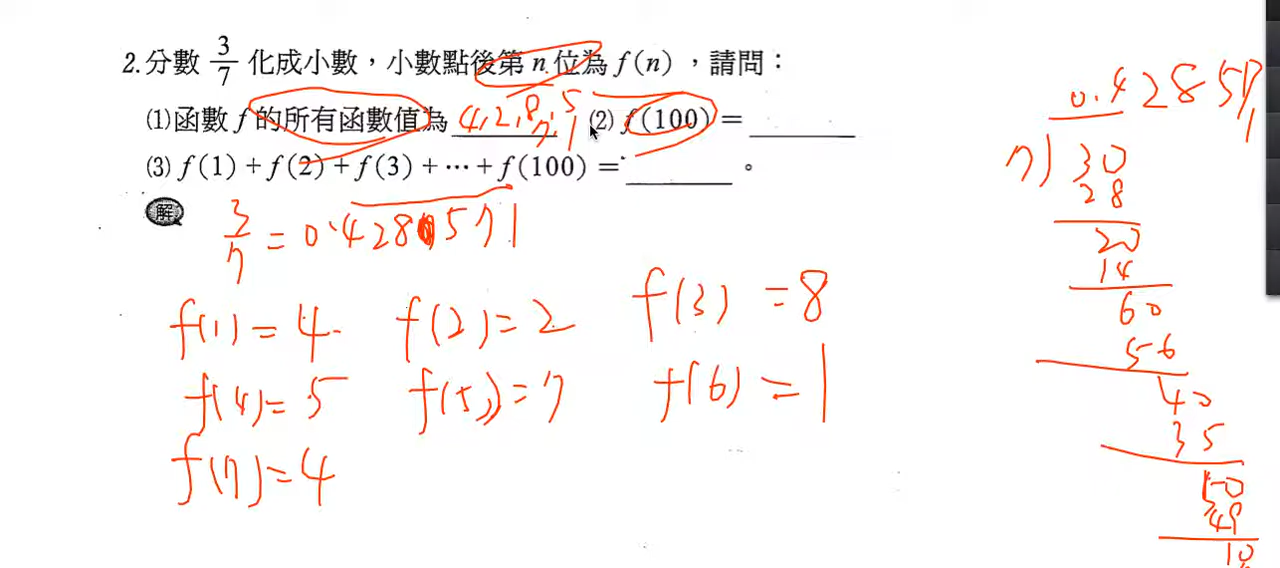 2.分數 3/7 化成小數，小數點後第 n 位為 f(n)，請問：
(1)函數 f 的所有函數值為 4,2,8,5 7,1 (2) f(100)=
(3) f(1)+f(2)+f(3)+⋯+f(100)= 。
解
3/7 = 0.428571
f(1)=4 f(2)=2 f(3)=8
f(4)=5 f(5)=7 f(6)=1
f(7)=4
0.428571
7)30
28
20
14
60
56
40
35
50
49
10